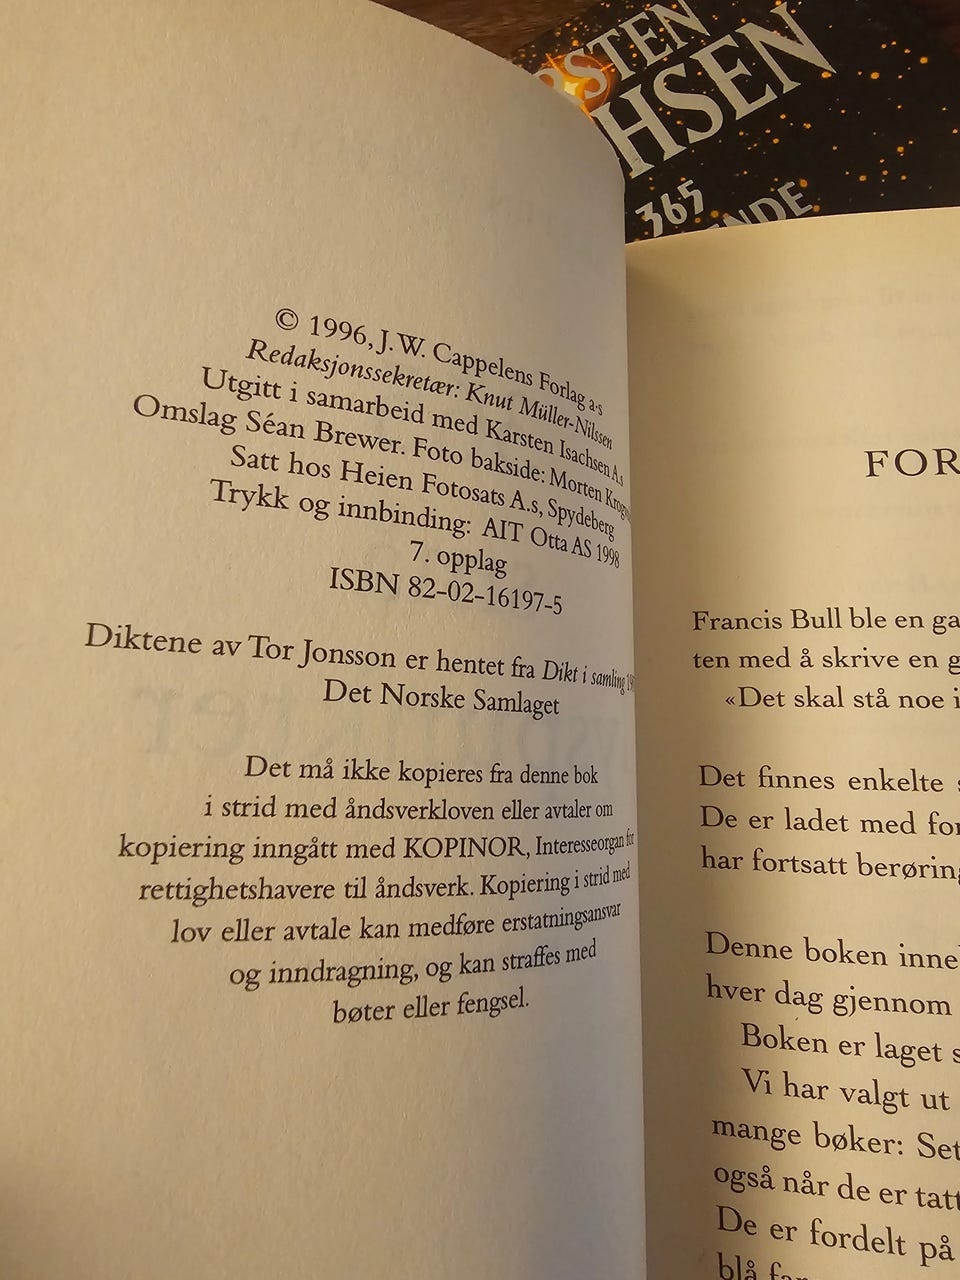 RSTEN
HSEN
365
ENDE
© 1996, J.W. Cappelens Forlag a·s
Redaksjonssekretær: Knut Müller-Nilssen
Utgitt i samarbeid med Karsten Isachsen A.s
Omslag Séan Brewer. Foto bakside: Morten
Satt hos Heien Fotosats A.s, Spydeberg
Trykk og innbinding: AIT Otta AS 1998
7. opplag
ISBN 82-02-16197-5
Diktene av Tor Jonsson er hentet fra Dikt i samling
Det Norske Samlaget
Det må ikke kopieres fra denne bok
i strid med åndsverkloven eller avtaler om
kopiering inngått med KOPINOR, Interesseorgan for
rettighetshavere til åndsverk. Kopiering i strid med
lov eller avtale kan medføre erstatningsansvar
og inndragning, og kan straffes med
bøter eller fengsel.
FOR
Francis Bull ble en ga
ten med å skrive en g
«Det skal stå noe i
Det finnes enkelte s
De er ladet med for
har fortsatt berøring
Denne boken inne
hver dag gjennom
Boken er laget s
Vi har valgt ut
mange bøker: Set
også når de er tatt
De er fordelt på
blå